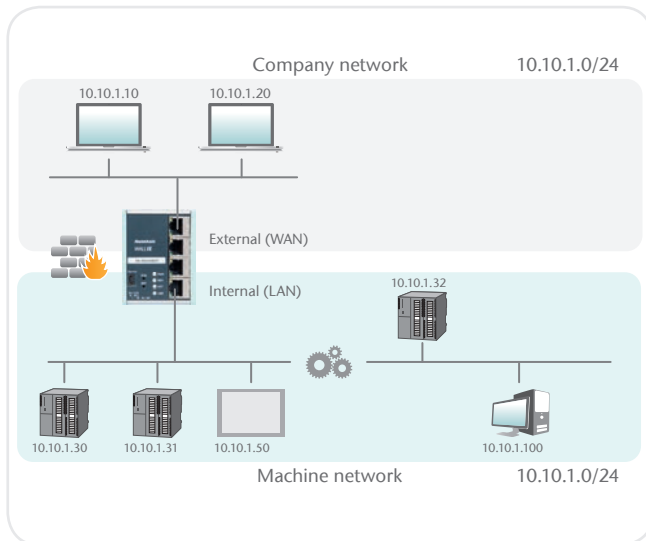 Company network 10.10.1.0/24
10.10.1.10 10.10.1.20
External (WAN)
Internal (LAN)
10.10.1.32
10.10.1.30 10.10.1.31 10.10.1.50 10.10.1.100
Machine network 10.10.1.0/24